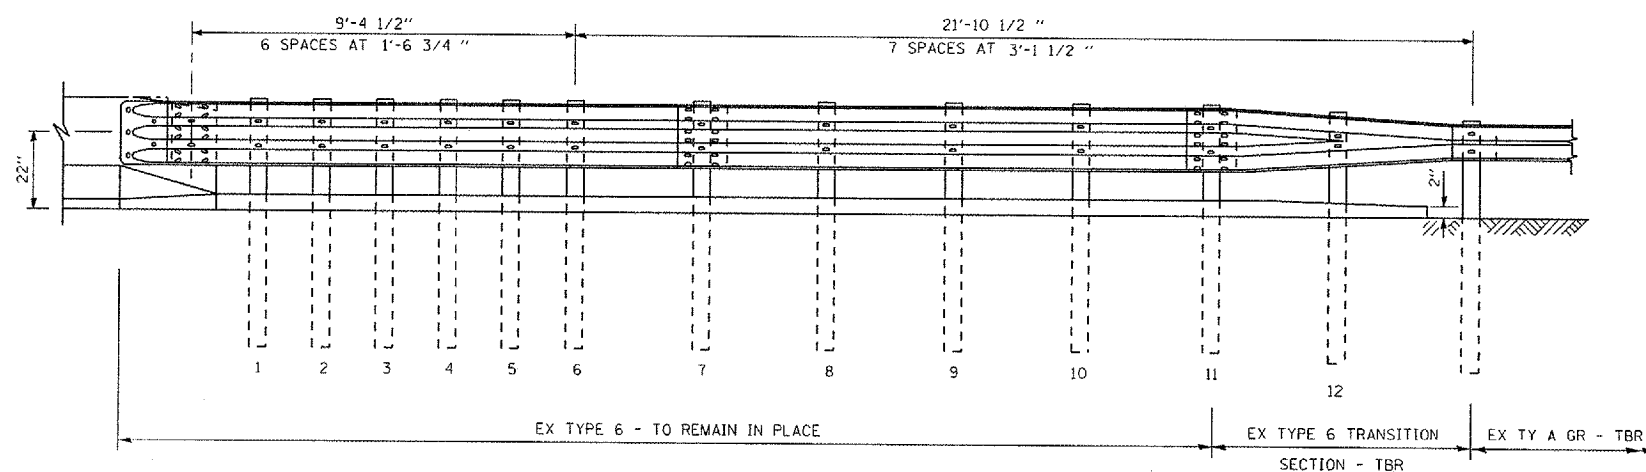 9'-4 1/2"
6 SPACES AT 1'-6 3/4 "
21'-10 1/2 "
7 SPACES AT 3'-1 1/2 "
22"
2"
1
2
3
4
5
6
7
8
9
10
11
12
EX TYPE 6 - TO REMAIN IN PLACE
EX TYPE 6 TRANSITION
SECTION - TBR
EX TY A GR - TBR